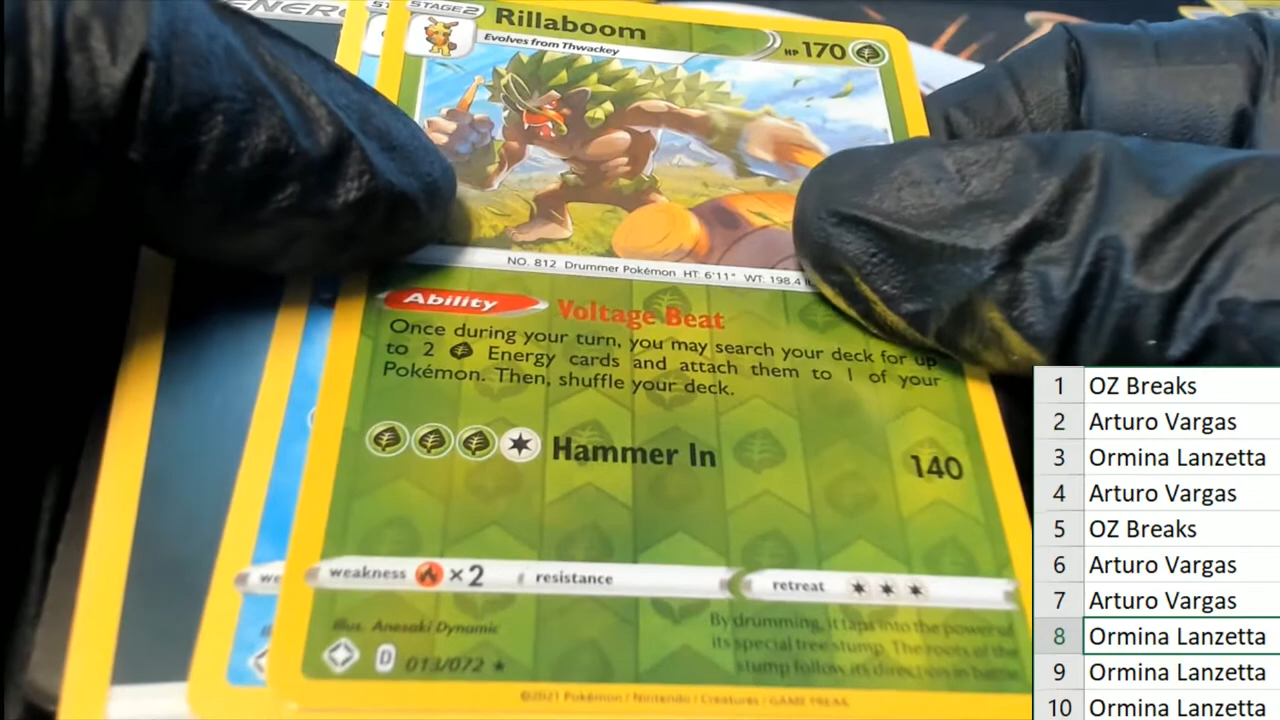 ENERG
ST
STAGE2
Rillaboom
Evolves from Thwackey
HP 170
NO. 812 Drummer Pokémon HT: 6'11" WT: 198.4
Ability Voltage Beat
Once during your turn, you may search your deck for up
to 2 Energy cards and attach them to 1 of your
Pokémon. Then, shuffle your deck.
Hammer In 140
we
weakness ×2 resistance retreat
Illus. Anesaki Dynamic
D 013/072 ★
By drumming, it taps into the power of
its special tree stump. The roots of the
stump follow its direction in battle.
©2021 Pokémon / Nintendo / Creatures / GAME FREAK
1 OZ Breaks
2 Arturo Vargas
3 Ormina Lanzetta
4 Arturo Vargas
5 OZ Breaks
6 Arturo Vargas
7 Arturo Vargas
8 Ormina Lanzetta
9 Ormina Lanzetta
10 Ormina Lanzetta